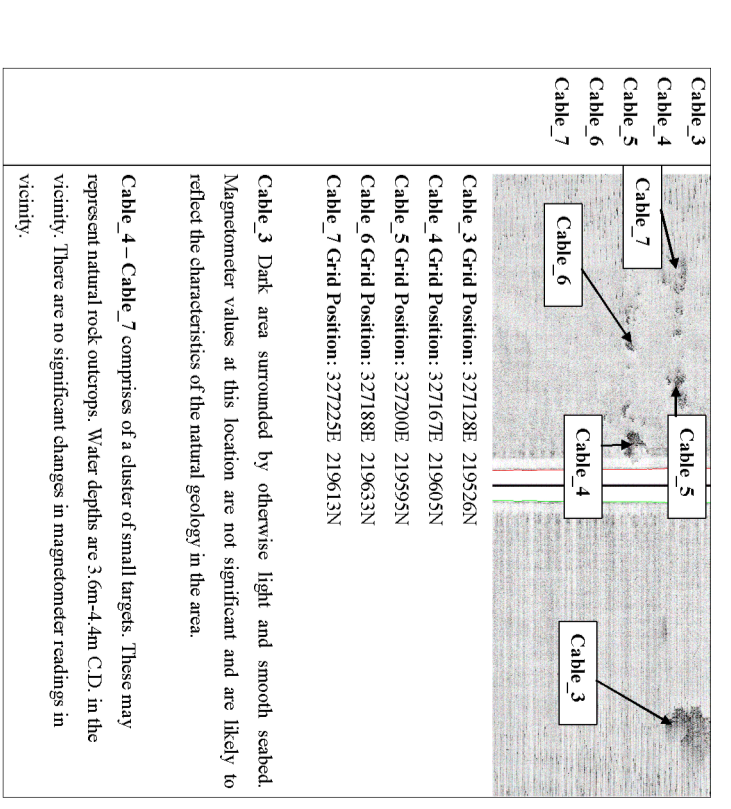 Cable_3
Cable_4
Cable_5
Cable_6
Cable_7
Cable_7
Cable_6
Cable_5
Cable_4
Cable_3
Cable_3 Grid Position: 327128E 219526N
Cable_4 Grid Position: 327167E 219605N
Cable_5 Grid Position: 327200E 219595N
Cable_6 Grid Position: 327188E 219633N
Cable_7 Grid Position: 327225E 219613N
Cable_3 Dark area surrounded by otherwise light and smooth seabed.
Magnetometer values at this location are not significant and are likely to
reflect the characteristics of the natural geology in the area.
Cable_4 – Cable_7 comprises of a cluster of small targets. These may
represent natural rock outcrops. Water depths are 3.6m-4.4m C.D. in the
vicinity. There are no significant changes in magnetometer readings in
vicinity.